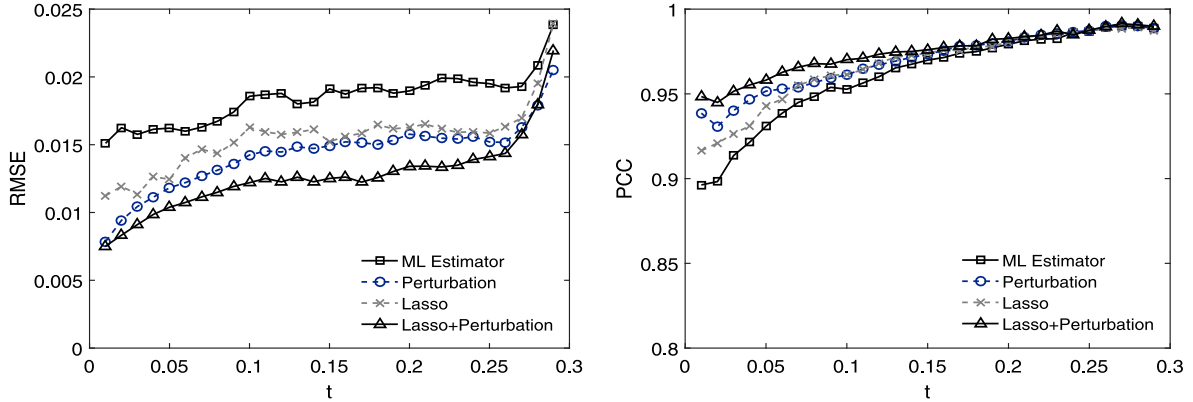 0.025
0.02
0.015
0.01
0.005
0
RMSE
ML Estimator
Perturbation
Lasso
Lasso+Perturbation
0 0.05 0.1 0.15 0.2 0.25 0.3
t
1
0.95
0.9
0.85
0.8
PCC
ML Estimator
Perturbation
Lasso
Lasso+Perturbation
0 0.05 0.1 0.15 0.2 0.25 0.3
t